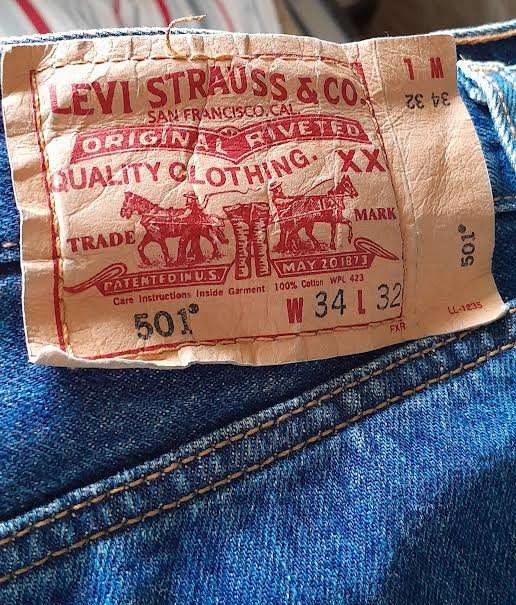 LEVI STRAUSS & CO.
SAN FRANCISCO, CAL.
ORIGINAL RIVETED
QUALITY CLOTHING. XX
TRADE MARK
PATENTED IN U.S. MAY 20 1873
Care Instructions Inside Garment 100% Cotton WPL 423
501® W 34 L 32
FXR
W L
34 32
501®